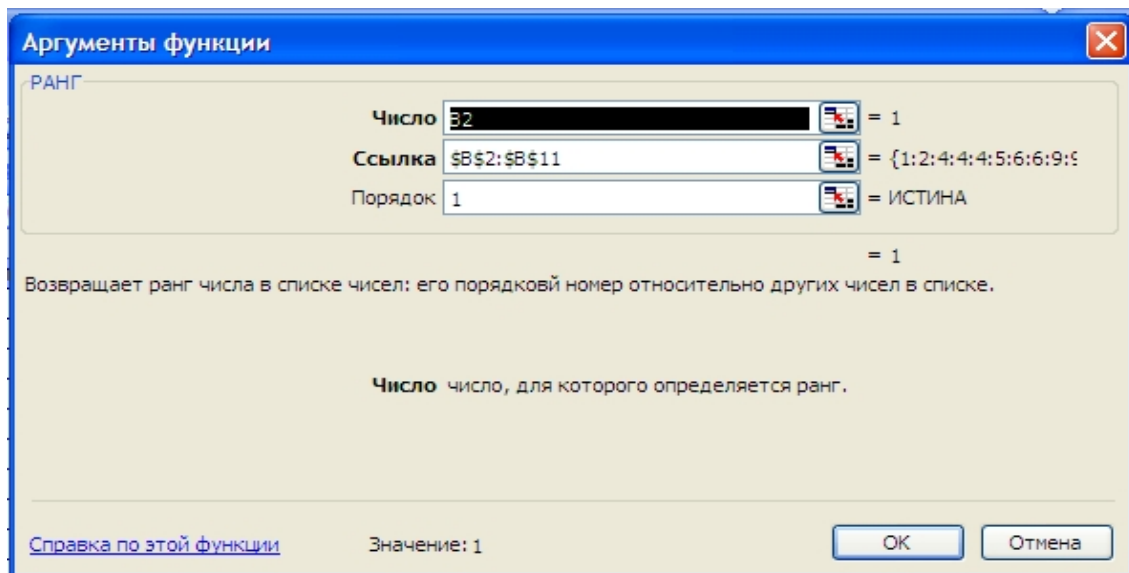 Аргументы функции
РАНГ
Число B2 = 1
Ссылка $B$2:$B$11 = {1:2:4:4:4:5:6:6:9:9
Порядок 1 = ИСТИНА
= 1
Возвращает ранг числа в списке чисел: его порядковй номер относительно других чисел в списке.
Число число, для которого определяется ранг.
Справка по этой функции Значение: 1 OK Отмена